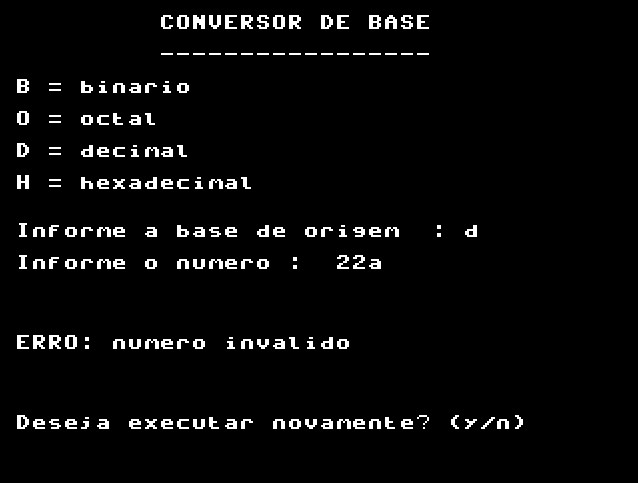 CONVERSOR DE BASE
-----------------
B = binario
O = octal
D = decimal
H = hexadecimal
Informe a base de origem  : d
Informe o numero :  22a
ERRO: numero invalido
Deseja executar novamente? (y/n)